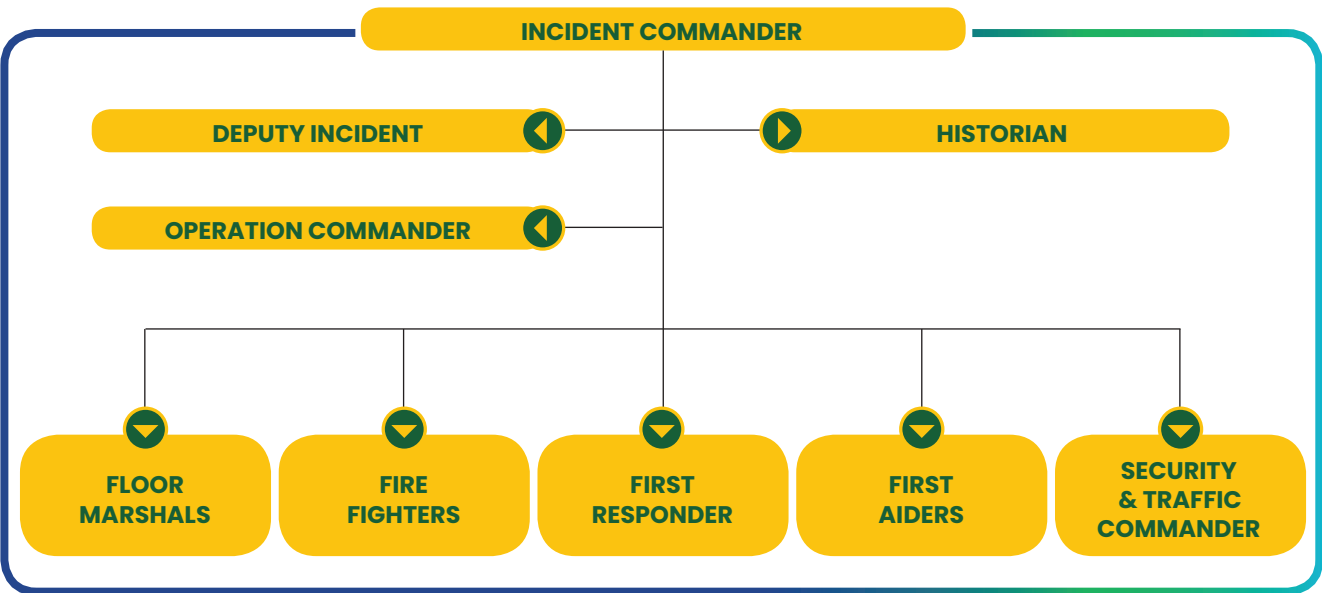 INCIDENT COMMANDER
DEPUTY INCIDENT
HISTORIAN
OPERATION COMMANDER
FLOOR
MARSHALS
FIRE
FIGHTERS
FIRST
RESPONDER
FIRST
AIDERS
SECURITY
& TRAFFIC
COMMANDER